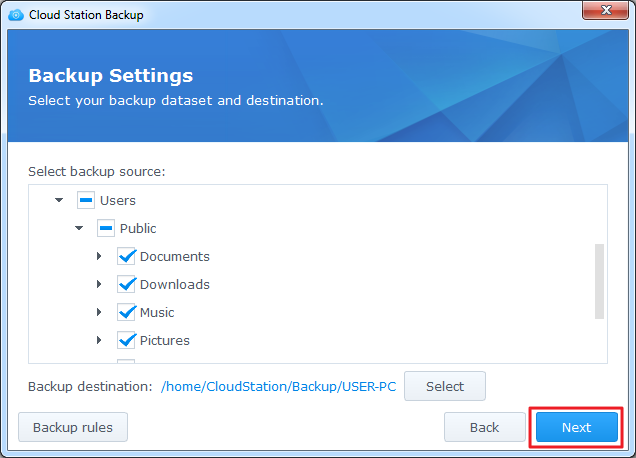 Cloud Station Backup
Backup Settings
Select your backup dataset and destination.
Select backup source:
Users
Public
Documents
Downloads
Music
Pictures
Backup destination: /home/CloudStation/Backup/USER-PC Select
Backup rules Back Next